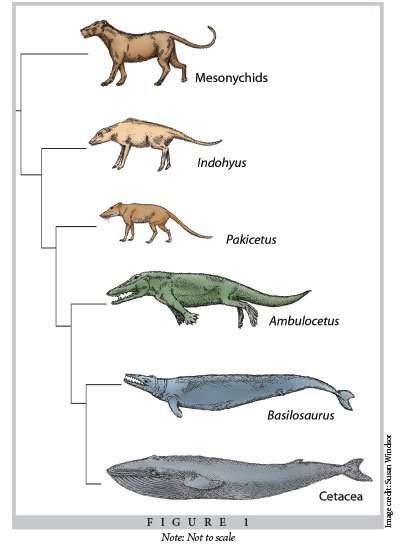 Mesonychids
Indohyus
Pakicetus
Ambulocetus
Basilosaurus
Cetacea
Image credit: Susan Windsor
FIGURE 1
Note: Not to scale